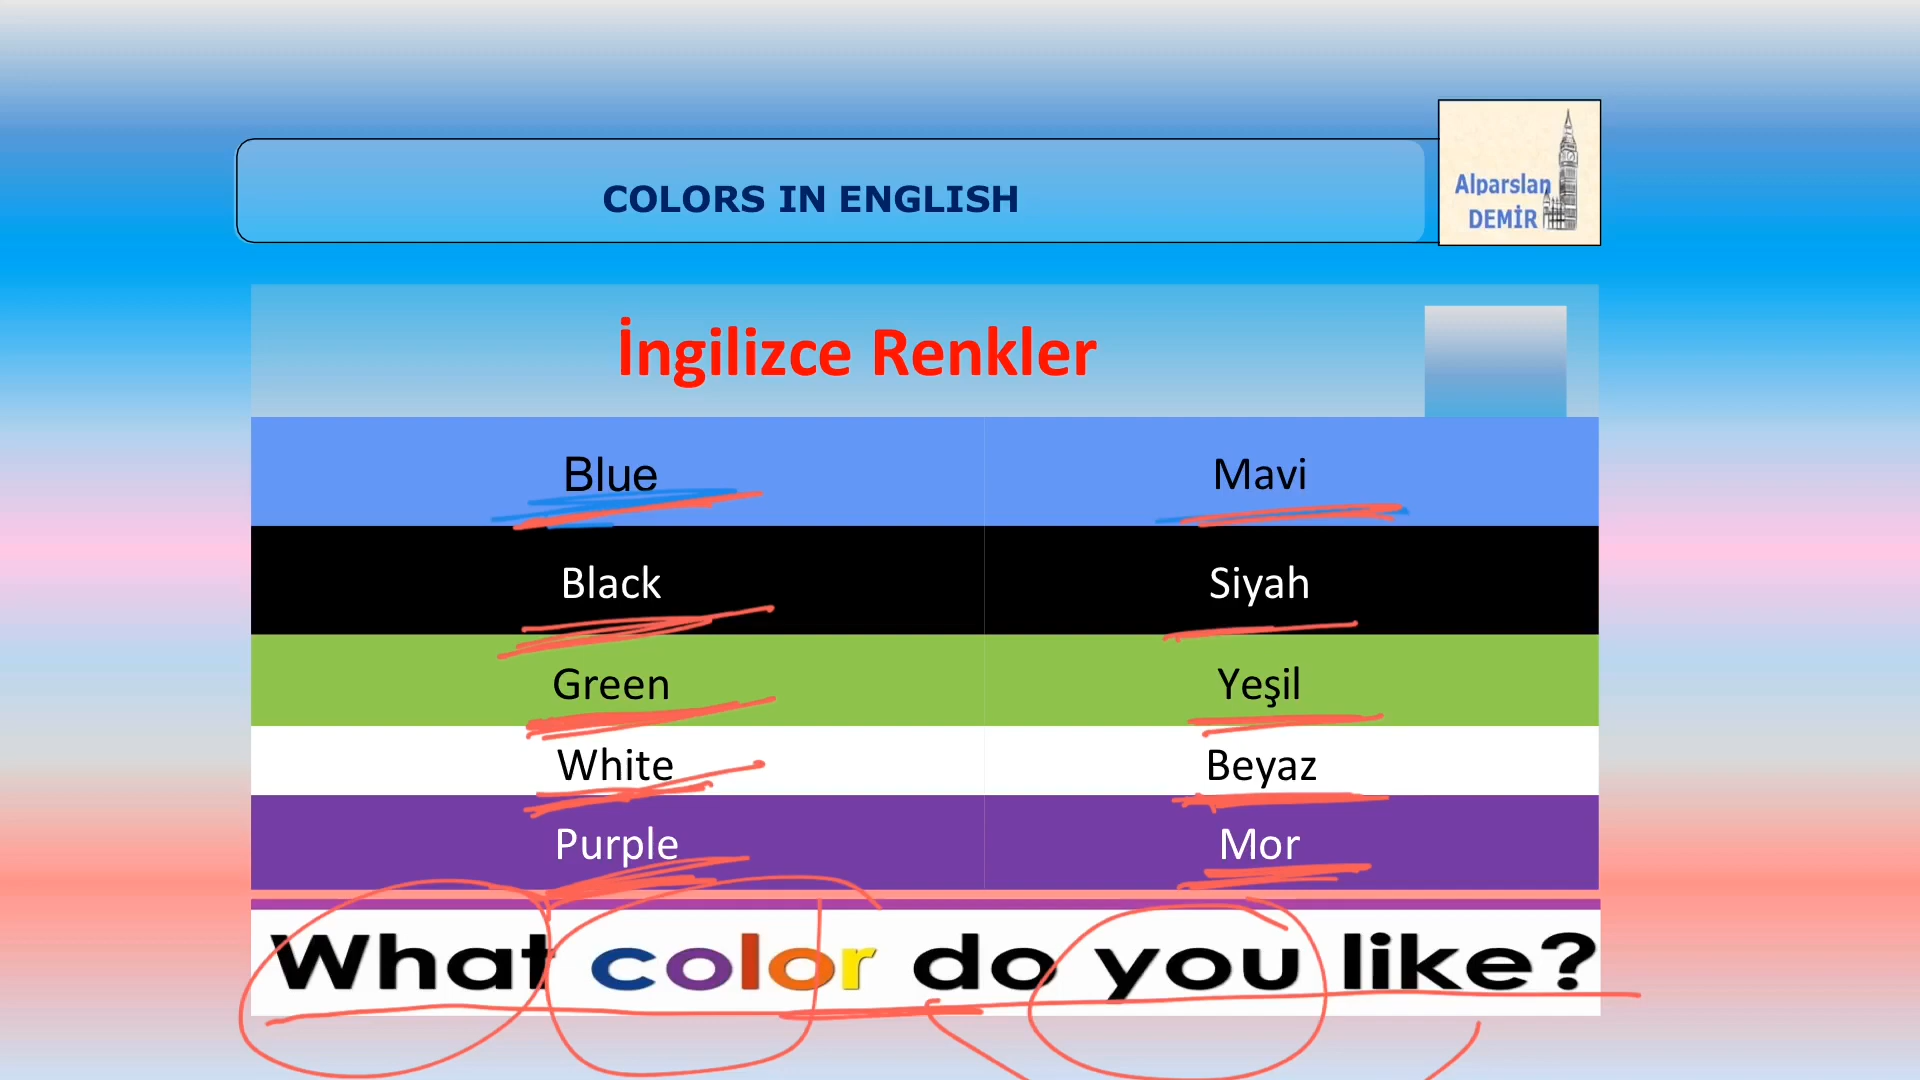 COLORS IN ENGLISH
Alparslan
DEMİR
İngilizce Renkler
Blue Mavi
Black Siyah
Green Yeşil
White Beyaz
Purple Mor
What color do you like?